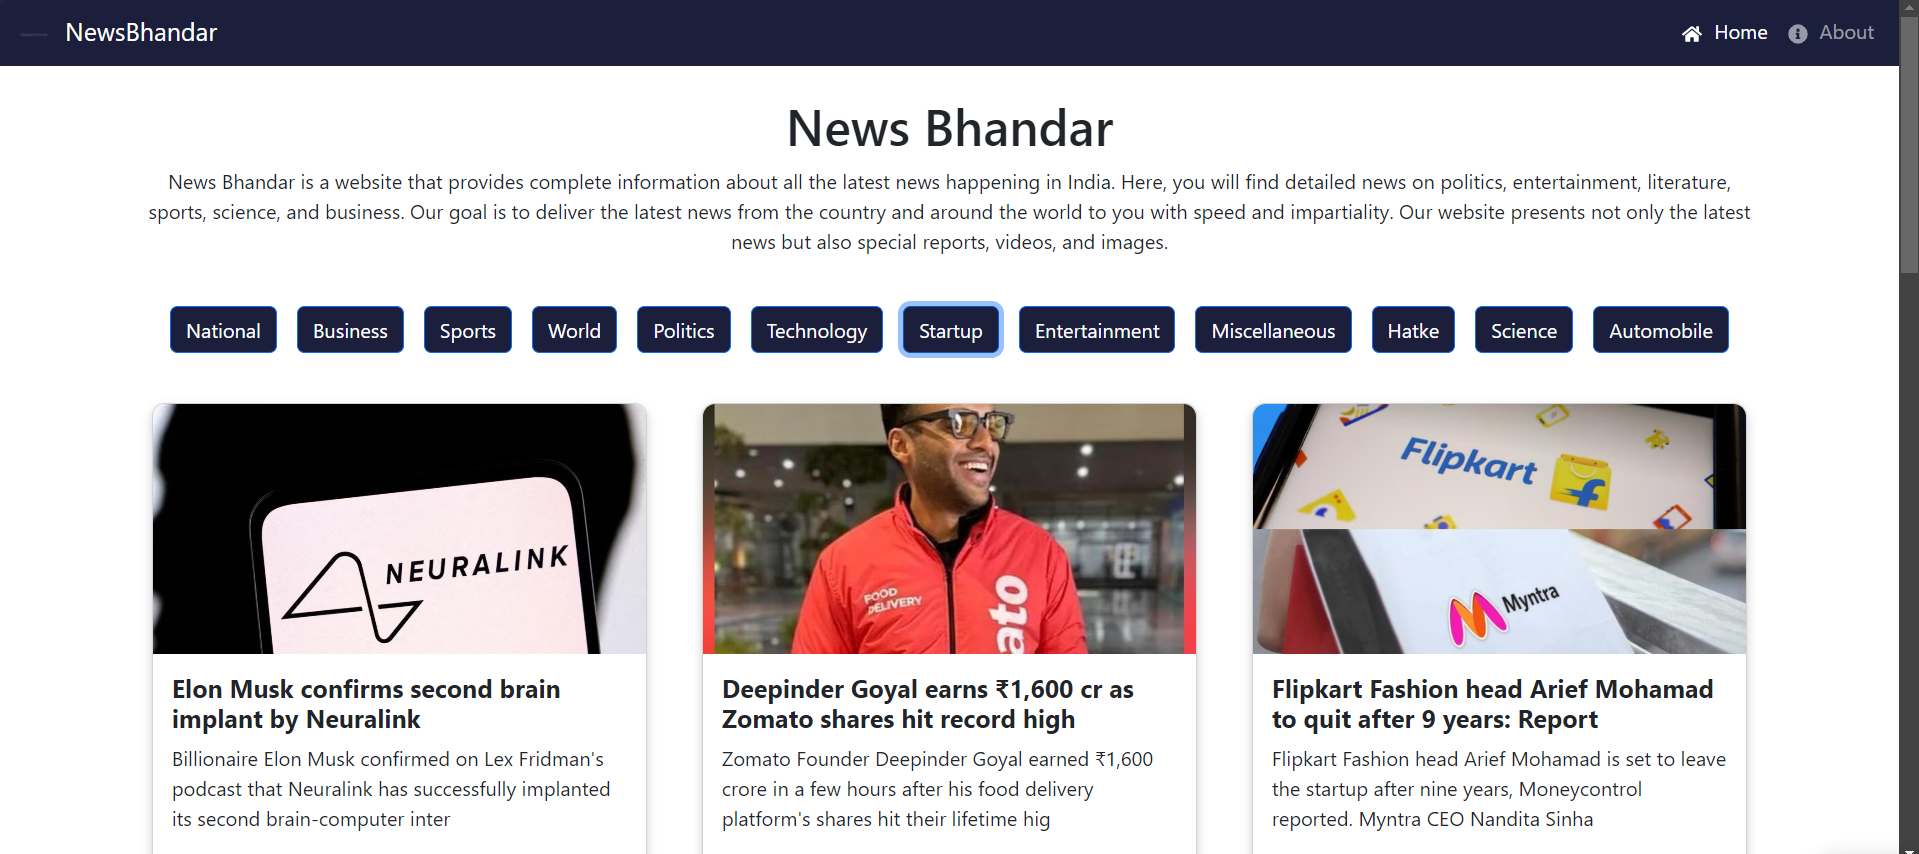 NewsBhandar
Home
About
News Bhandar
News Bhandar is a website that provides complete information about all the latest news happening in India. Here, you will find detailed news on politics, entertainment, literature,
sports, science, and business. Our goal is to deliver the latest news from the country and around the world to you with speed and impartiality. Our website presents not only the latest
news but also special reports, videos, and images.
National
Business
Sports
World
Politics
Technology
Startup
Entertainment
Miscellaneous
Hatke
Science
Automobile
NEURALINK
FOOD
DELIVERY
ato
Flipkart
Myntra
Elon Musk confirms second brain
implant by Neuralink
Billionaire Elon Musk confirmed on Lex Fridman's
podcast that Neuralink has successfully implanted
its second brain-computer inter
Deepinder Goyal earns ₹1,600 cr as
Zomato shares hit record high
Zomato Founder Deepinder Goyal earned ₹1,600
crore in a few hours after his food delivery
platform's shares hit their lifetime hig
Flipkart Fashion head Arief Mohamad
to quit after 9 years: Report
Flipkart Fashion head Arief Mohamad is set to leave
the startup after nine years, Moneycontrol
reported. Myntra CEO Nandita Sinha